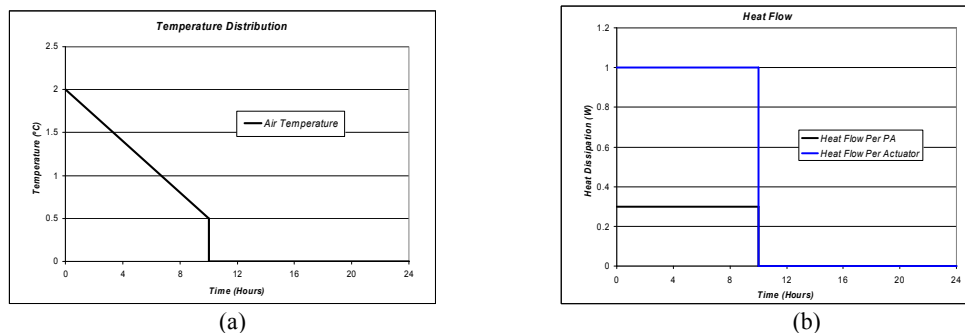 Temperature Distribution
2.5
2
1.5
1
0.5
0
Temperature (°C)
Air Temperature
0 4 8 12 16 20 24
Time (Hours)
(a)
Heat Flow
1
0.8
0.6
0.4
0.2
0
Heat Dissipation (W)
Heat Flow Per PA
Heat Flow Per Actuator
0 4 8 12 16 20 24
Time (Hours)
(b)